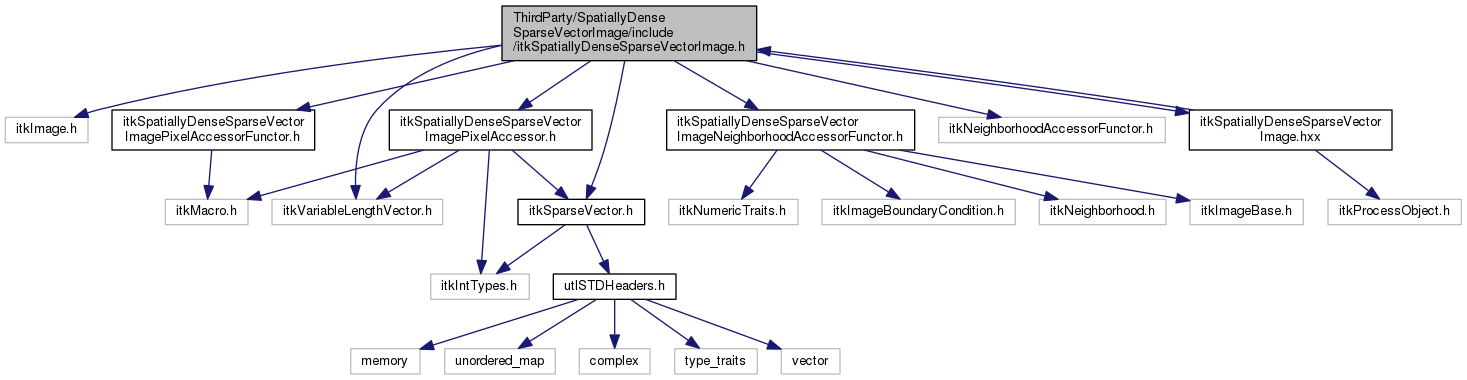 ThirdParty/SpatiallyDense
SparseVectorImage/include
/itkSpatiallyDenseSparseVectorImage.h
itkImage.h
itkSpatiallyDenseSparseVector
ImagePixelAccessorFunctor.h
itkSpatiallyDenseSparseVector
ImagePixelAccessor.h
itkSpatiallyDenseSparseVector
ImageNeighborhoodAccessorFunctor.h
itkNeighborhoodAccessorFunctor.h
itkSpatiallyDenseSparseVector
Image.hxx
itkMacro.h
itkVariableLengthVector.h
itkSparseVector.h
itkNumericTraits.h
itkImageBoundaryCondition.h
itkNeighborhood.h
itkImageBase.h
itkProcessObject.h
itkIntTypes.h
utlSTDHeaders.h
memory
unordered_map
complex
type_traits
vector